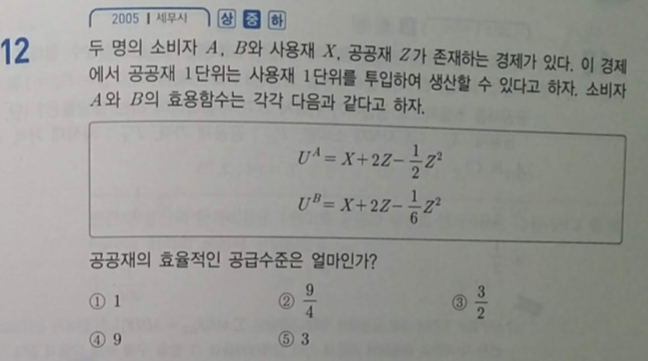 2005 | 세무사 상 중 하
12 두 명의 소비자 A, B와 사용재 X, 공공재 Z가 존재하는 경제가 있다. 이 경제
에서 공공재 1단위는 사용재 1단위를 투입하여 생산할 수 있다고 하자. 소비자
A와 B의 효용함수는 각각 다음과 같다고 하자.
U^A = X+2Z-\frac{1}{2}Z^2
U^B = X+2Z-\frac{1}{6}Z^2
공공재의 효율적인 공급수준은 얼마인가?
① 1 ② \frac{9}{4} ③ \frac{3}{2}
④ 9 ⑤ 3